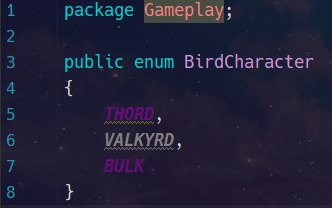 1 package Gameplay;
2
3 public enum BirdCharacter
4 {
5 THORD,
6 VALKYRD,
7 BULK
8 }